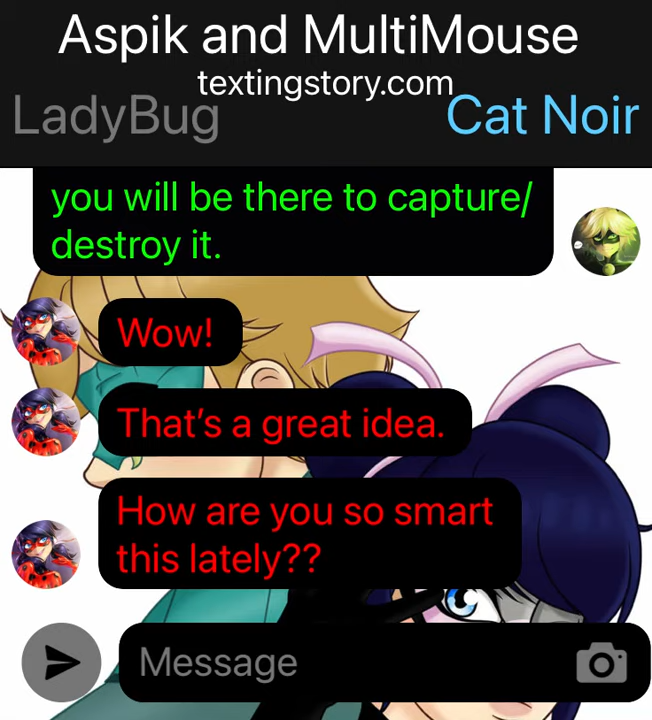 Aspik and MultiMouse
textingstory.com
LadyBug Cat Noir
you will be there to capture/
destroy it.
Wow!
That's a great idea.
How are you so smart
this lately??
Message